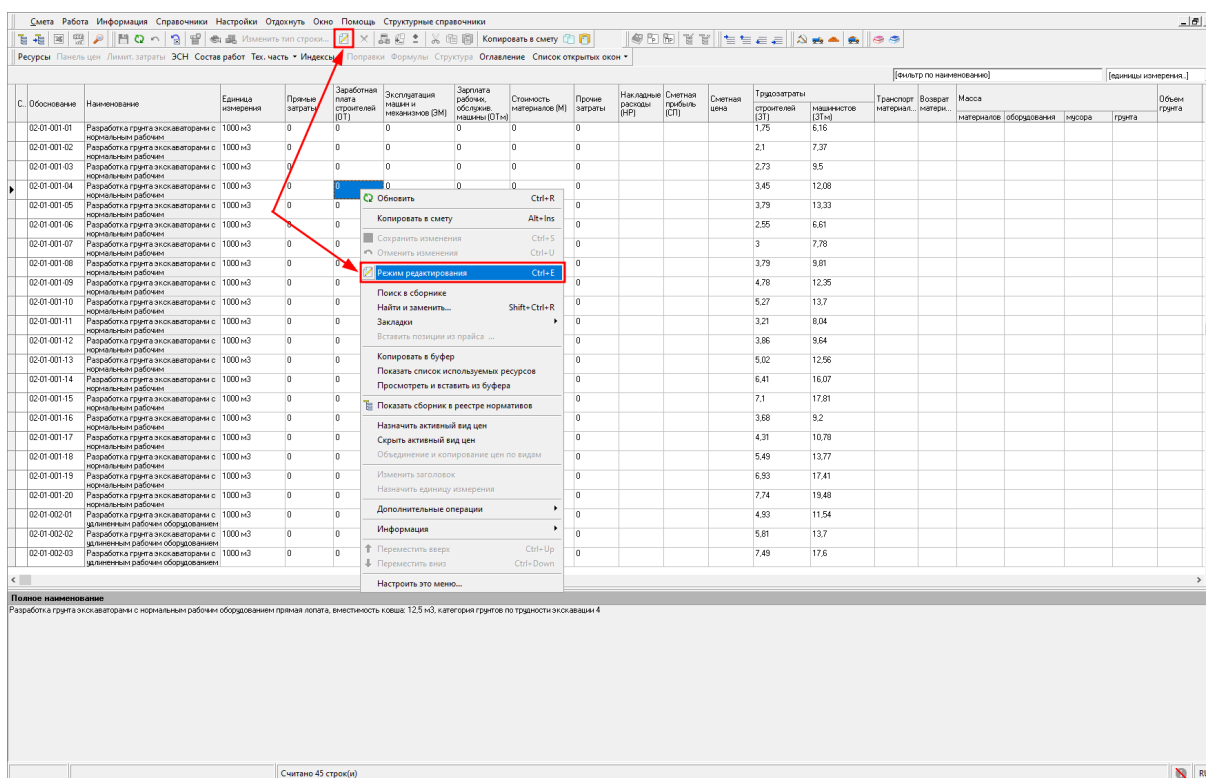 Смета Работа Информация Справочники Настройки Отдохнуть Окно Помощь Структурные справочники
Изменить тип строки... Копировать в смету
Ресурсы Панель цен Лимит. затраты ЭСН Состав работ Тех. часть Индексы Поправки Формулы Структура Оглавление Список открытых окон
[фильтр по наименованию] [единицы измерения..]
С.. Обоснование Наименование Единица измерения Прямые затраты Заработная плата строителей (ОТ) Эксплуатация машин и механизмов (ЭМ) Зарплата рабочих, обслужив. машины (ОТм) Стоимость материалов (М) Прочие затраты Накладные расходы (НР) Сметная прибыль (СП) Сметная цена Трудозатраты строителей (ЗТ) машинистов (ЗТм) Транспорт материал... Возврат матери... Масса материалов оборудования мусора грунта Объем грунта
02-01-001-01 Разработка грунта экскаваторами с нормальным рабочим 1000 м3 0 0 0 0 0 0 1,75 6,16
02-01-001-02 Разработка грунта экскаваторами с нормальным рабочим 1000 м3 0 0 0 0 0 0 2,1 7,37
02-01-001-03 Разработка грунта экскаваторами с нормальным рабочим 1000 м3 0 0 0 0 0 0 2,73 9,5
02-01-001-04 Разработка грунта экскаваторами с нормальным рабочим 1000 м3 0 0 0 0 0 0 3,45 12,08
02-01-001-05 Разработка грунта экскаваторами с нормальным рабочим 1000 м3 0 0 0 3,79 13,33
02-01-001-06 Разработка грунта экскаваторами с нормальным рабочим 1000 м3 0 0 0 2,55 6,61
02-01-001-07 Разработка грунта экскаваторами с нормальным рабочим 1000 м3 0 0 0 3 7,78
02-01-001-08 Разработка грунта экскаваторами с нормальным рабочим 1000 м3 0 0 0 3,79 9,81
02-01-001-09 Разработка грунта экскаваторами с нормальным рабочим 1000 м3 0 0 0 4,78 12,35
02-01-001-10 Разработка грунта экскаваторами с нормальным рабочим 1000 м3 0 0 0 5,27 13,7
02-01-001-11 Разработка грунта экскаваторами с нормальным рабочим 1000 м3 0 0 0 3,21 8,04
02-01-001-12 Разработка грунта экскаваторами с нормальным рабочим 1000 м3 0 0 0 3,86 9,64
02-01-001-13 Разработка грунта экскаваторами с нормальным рабочим 1000 м3 0 0 0 5,02 12,56
02-01-001-14 Разработка грунта экскаваторами с нормальным рабочим 1000 м3 0 0 0 6,41 16,07
02-01-001-15 Разработка грунта экскаваторами с нормальным рабочим 1000 м3 0 0 0 7,1 17,81
02-01-001-16 Разработка грунта экскаваторами с нормальным рабочим 1000 м3 0 0 0 3,68 9,2
02-01-001-17 Разработка грунта экскаваторами с нормальным рабочим 1000 м3 0 0 0 4,31 10,78
02-01-001-18 Разработка грунта экскаваторами с нормальным рабочим 1000 м3 0 0 0 5,49 13,77
02-01-001-19 Разработка грунта экскаваторами с нормальным рабочим 1000 м3 0 0 0 6,93 17,41
02-01-001-20 Разработка грунта экскаваторами с нормальным рабочим 1000 м3 0 0 0 7,74 19,48
02-01-002-01 Разработка грунта экскаваторами с удлиненным рабочим оборудованием 1000 м3 0 0 0 4,93 11,54
02-01-002-02 Разработка грунта экскаваторами с удлиненным рабочим оборудованием 1000 м3 0 0 0 5,81 13,7
02-01-002-03 Разработка грунта экскаваторами с удлиненным рабочим оборудованием 1000 м3 0 0 0 7,49 17,6
Обновить Ctrl+R
Копировать в смету Alt+Ins
Сохранить изменения Ctrl+S
Отменить изменения Ctrl+U
Режим редактирования Ctrl+E
Поиск в сборнике
Найти и заменить... Shift+Ctrl+R
Закладки
Вставить позиции из прайса ...
Копировать в буфер
Показать список используемых ресурсов
Просмотреть и вставить из буфера
Показать сборник в реестре нормативов
Назначить активный вид цен
Скрыть активный вид цен
Объединение и копирование цен по видам
Изменить заголовок
Назначить единицу измерения
Дополнительные операции
Информация
Переместить вверх Ctrl+Up
Переместить вниз Ctrl+Down
Настроить это меню...
Полное наименование
Разработка грунта экскаваторами с нормальным рабочим оборудованием прямая лопата, вместимость ковша: 12,5 м3, категория грунтов по трудности экскавации 4
Считано 45 строк(и)